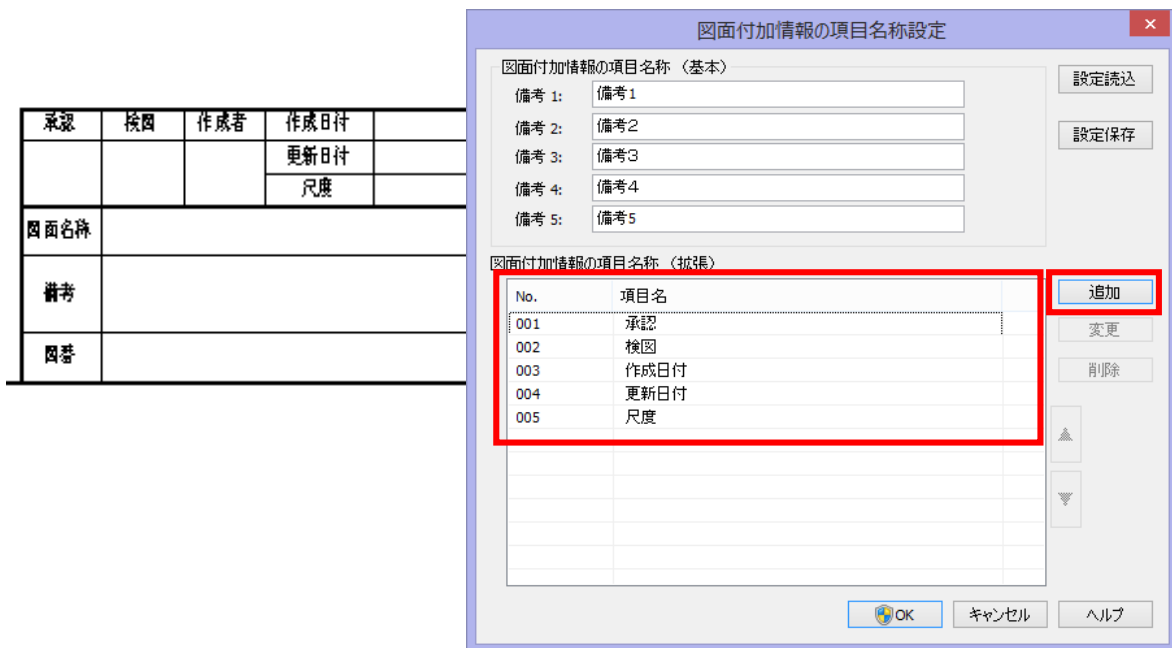 承認 検図 作成者 作成日付
更新日付
尺度
図面名称
備考
図番
図面付加情報の項目名称設定
図面付加情報の項目名称（基本）
備考 1: 備考1
備考 2: 備考2
備考 3: 備考3
備考 4: 備考4
備考 5: 備考5
設定読込
設定保存
図面付加情報の項目名称（拡張）
No. 項目名
001 承認
002 検図
003 作成日付
004 更新日付
005 尺度
追加
変更
削除
OK キャンセル ヘルプ